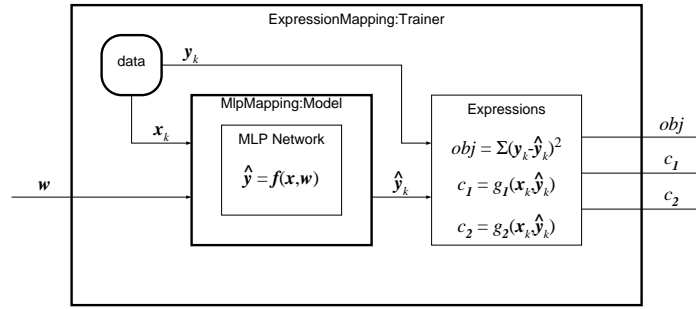 ExpressionMapping:Trainer
data
y_k
MlpMapping:Model
x_k
MLP Network
ŷ = f(x,w)
w
ŷ_k
Expressions
obj = Σ(y_k-ŷ_k)^2
c_1 = g_1(x_k,ŷ_k)
c_2 = g_2(x_k,ŷ_k)
obj
c_1
c_2